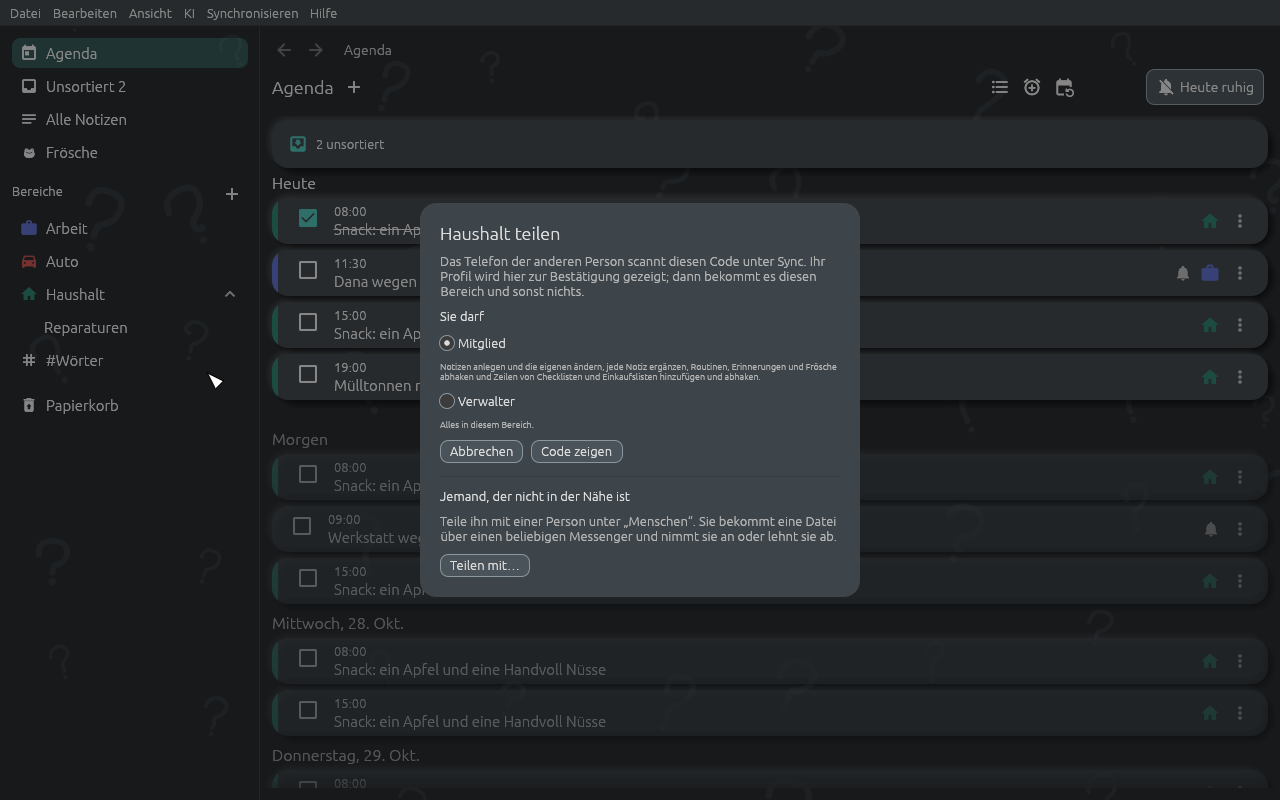 Datei Bearbeiten Ansicht KI Synchronisieren Hilfe
Agenda
Unsortiert 2
Alle Notizen
Frösche
Bereiche
Arbeit
Auto
Haushalt
Reparaturen
#Wörter
Papierkorb
Agenda
Agenda
Heute ruhig
2 unsortiert
Heute
08:00
Snack: ein Ap
11:30
Dana wegen
15:00
Snack: ein Ap
19:00
Mülltonnen r
Haushalt teilen
Das Telefon der anderen Person scannt diesen Code unter Sync. Ihr
Profil wird hier zur Bestätigung gezeigt; dann bekommt es diesen
Bereich und sonst nichts.
Sie darf
Mitglied
Notizen anlegen und die eigenen ändern, jede Notiz ergänzen, Routinen, Erinnerungen und Frösche
abhaken und Zeilen von Checklisten und Einkaufslisten hinzufügen und abhaken.
Verwalter
Alles in diesem Bereich.
Abbrechen Code zeigen
Jemand, der nicht in der Nähe ist
Teile ihn mit einer Person unter „Menschen“. Sie bekommt eine Datei
über einen beliebigen Messenger und nimmt sie an oder lehnt sie ab.
Teilen mit…
Morgen
08:00
Snack: ein Ap
09:00
Werkstatt weg
15:00
Snack: ein Apf
Mittwoch, 28. Okt.
08:00
Snack: ein Apfel und eine Handvoll Nüsse
15:00
Snack: ein Apfel und eine Handvoll Nüsse
Donnerstag, 29. Okt.
08:00